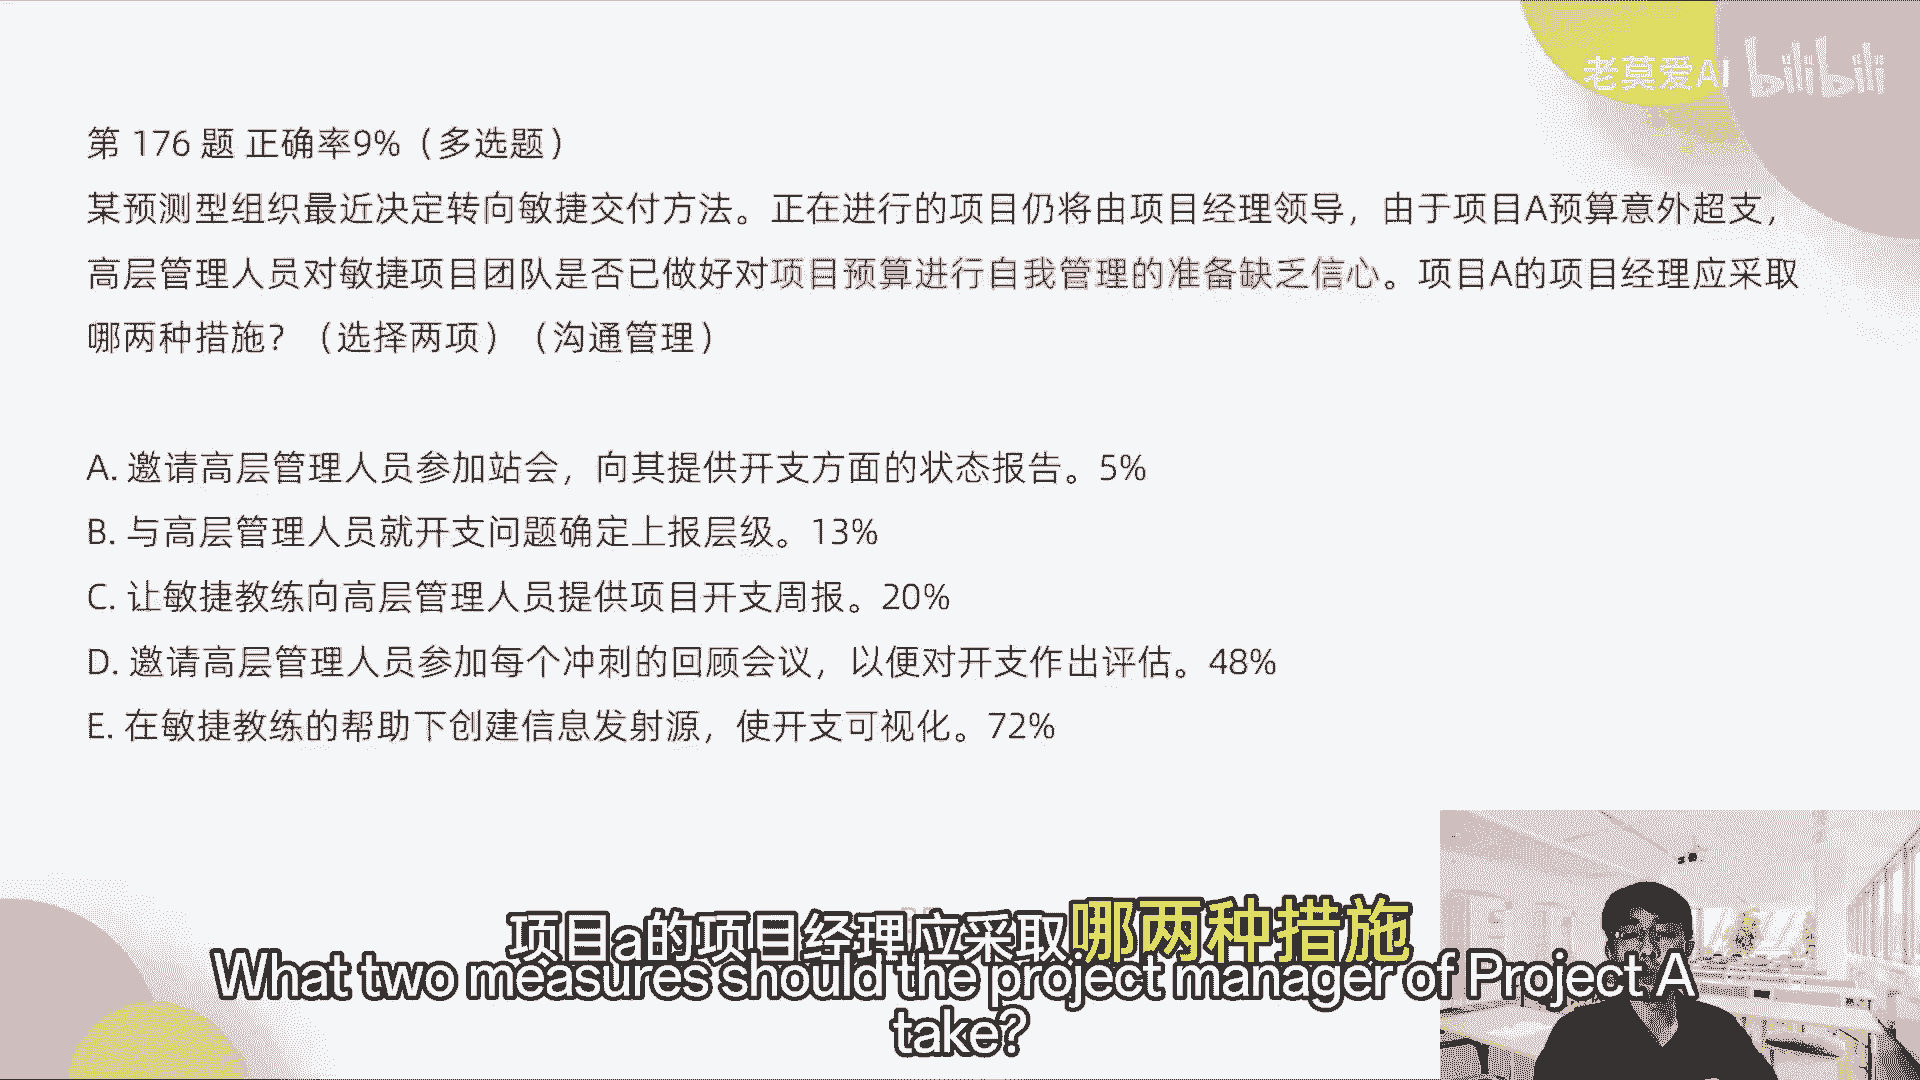 老莫爱AI bilibili
第 176 题 正确率9%（多选题）
某预测型组织最近决定转向敏捷交付方法。正在进行的项目仍将由项目经理领导，由于项目A预算意外超支，
高层管理人员对敏捷项目团队是否已做好对项目预算进行自我管理的准备缺乏信心。项目A的项目经理应采取
哪两种措施？（选择两项）（沟通管理）
A. 邀请高层管理人员参加站会，向其提供开支方面的状态报告。5%
B. 与高层管理人员就开支问题确定上报层级。13%
C. 让敏捷教练向高层管理人员提供项目开支周报。20%
D. 邀请高层管理人员参加每个冲刺的回顾会议，以便对开支作出评估。48%
E. 在敏捷教练的帮助下创建信息发射源，使开支可视化。72%
项目a的项目经理应采取哪两种措施
What two measures should the project manager of Project A
take?